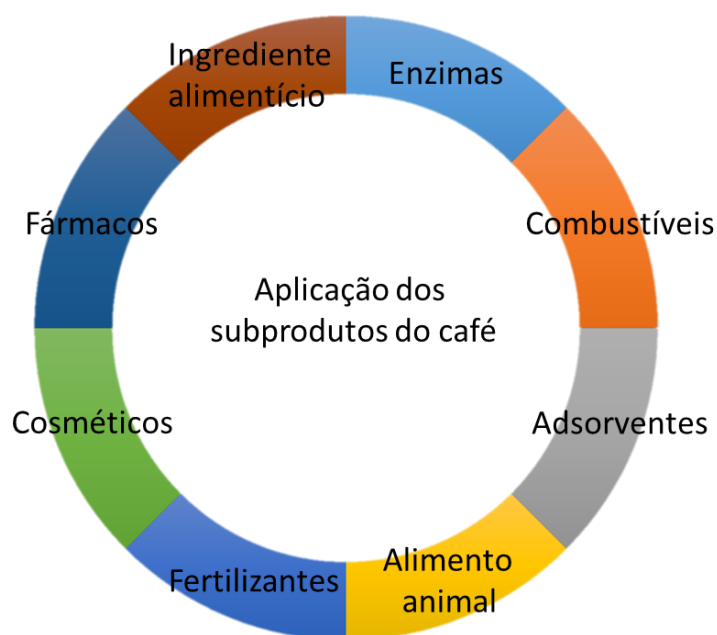 Ingrediente
alimentício
Enzimas
Fármacos
Combustíveis
Aplicação dos
subprodutos do café
Cosméticos
Adsorventes
Fertilizantes
Alimento
animal